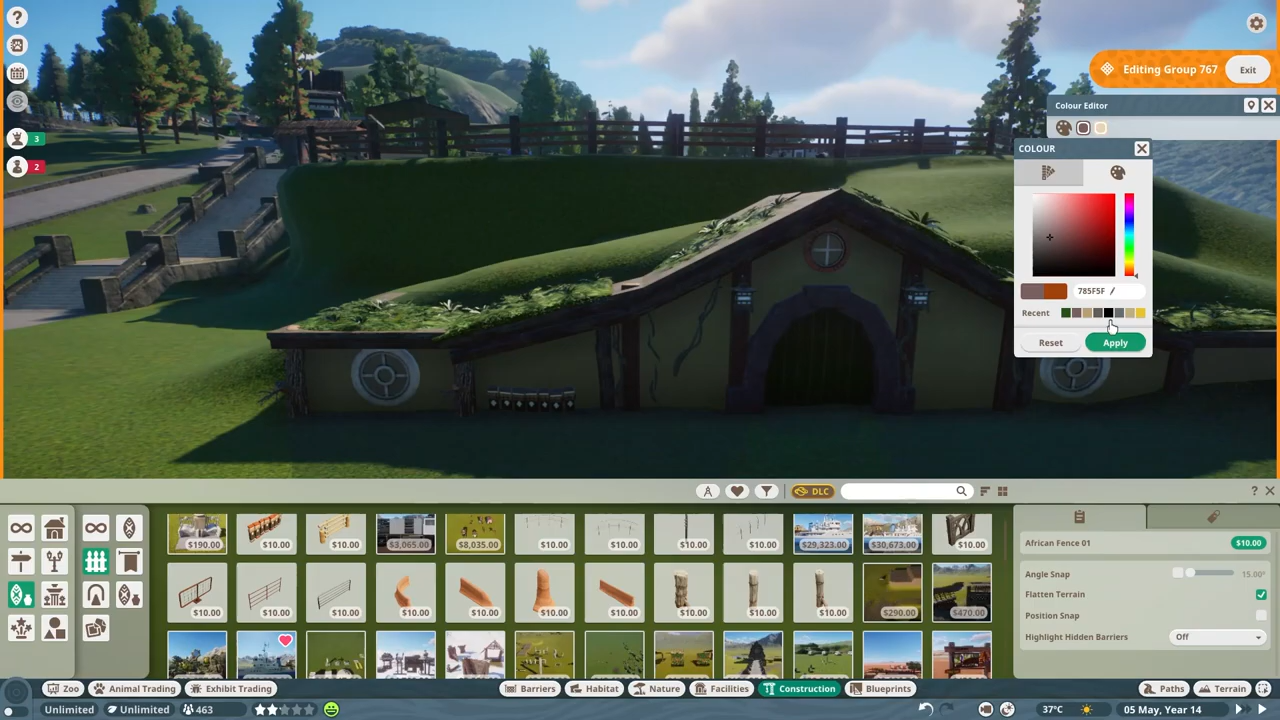 ?
Editing Group 767
Exit
Colour Editor
3
2
COLOUR
785F5F
Recent
Reset
Apply
DLC
?
$190.00
$10.00
$10.00
$3,065.00
$8,035.00
$10.00
$10.00
$10.00
$10.00
$29,323.00
$30,673.00
$10.00
African Fence 01
$10.00
$10.00
$10.00
$10.00
$10.00
$10.00
$10.00
$10.00
$10.00
$10.00
$10.00
$290.00
$470.00
Angle Snap
15.00°
Flatten Terrain
Position Snap
Highlight Hidden Barriers
Off
Zoo
Animal Trading
Exhibit Trading
Barriers
Habitat
Nature
Facilities
Construction
Blueprints
Paths
Terrain
Unlimited
Unlimited
463
37°C
05 May, Year 14